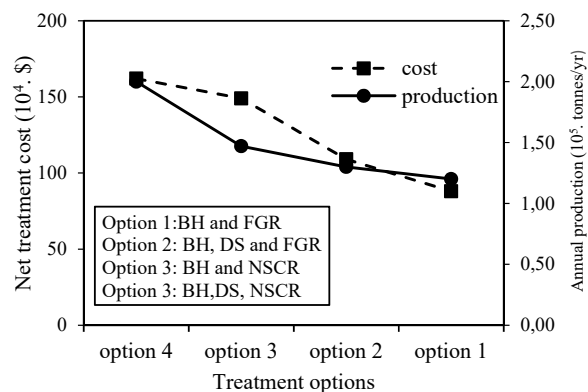 200
150
100
50
0
Net treatment cost (10⁴. $)
2,50
2,00
1,50
1,00
0,50
0,00
Annual production (10⁵. tonnes/yr)
cost
production
Option 1:BH and FGR
Option 2: BH, DS and FGR
Option 3: BH and NSCR
Option 3: BH,DS, NSCR
option 4 option 3 option 2 option 1
Treatment options